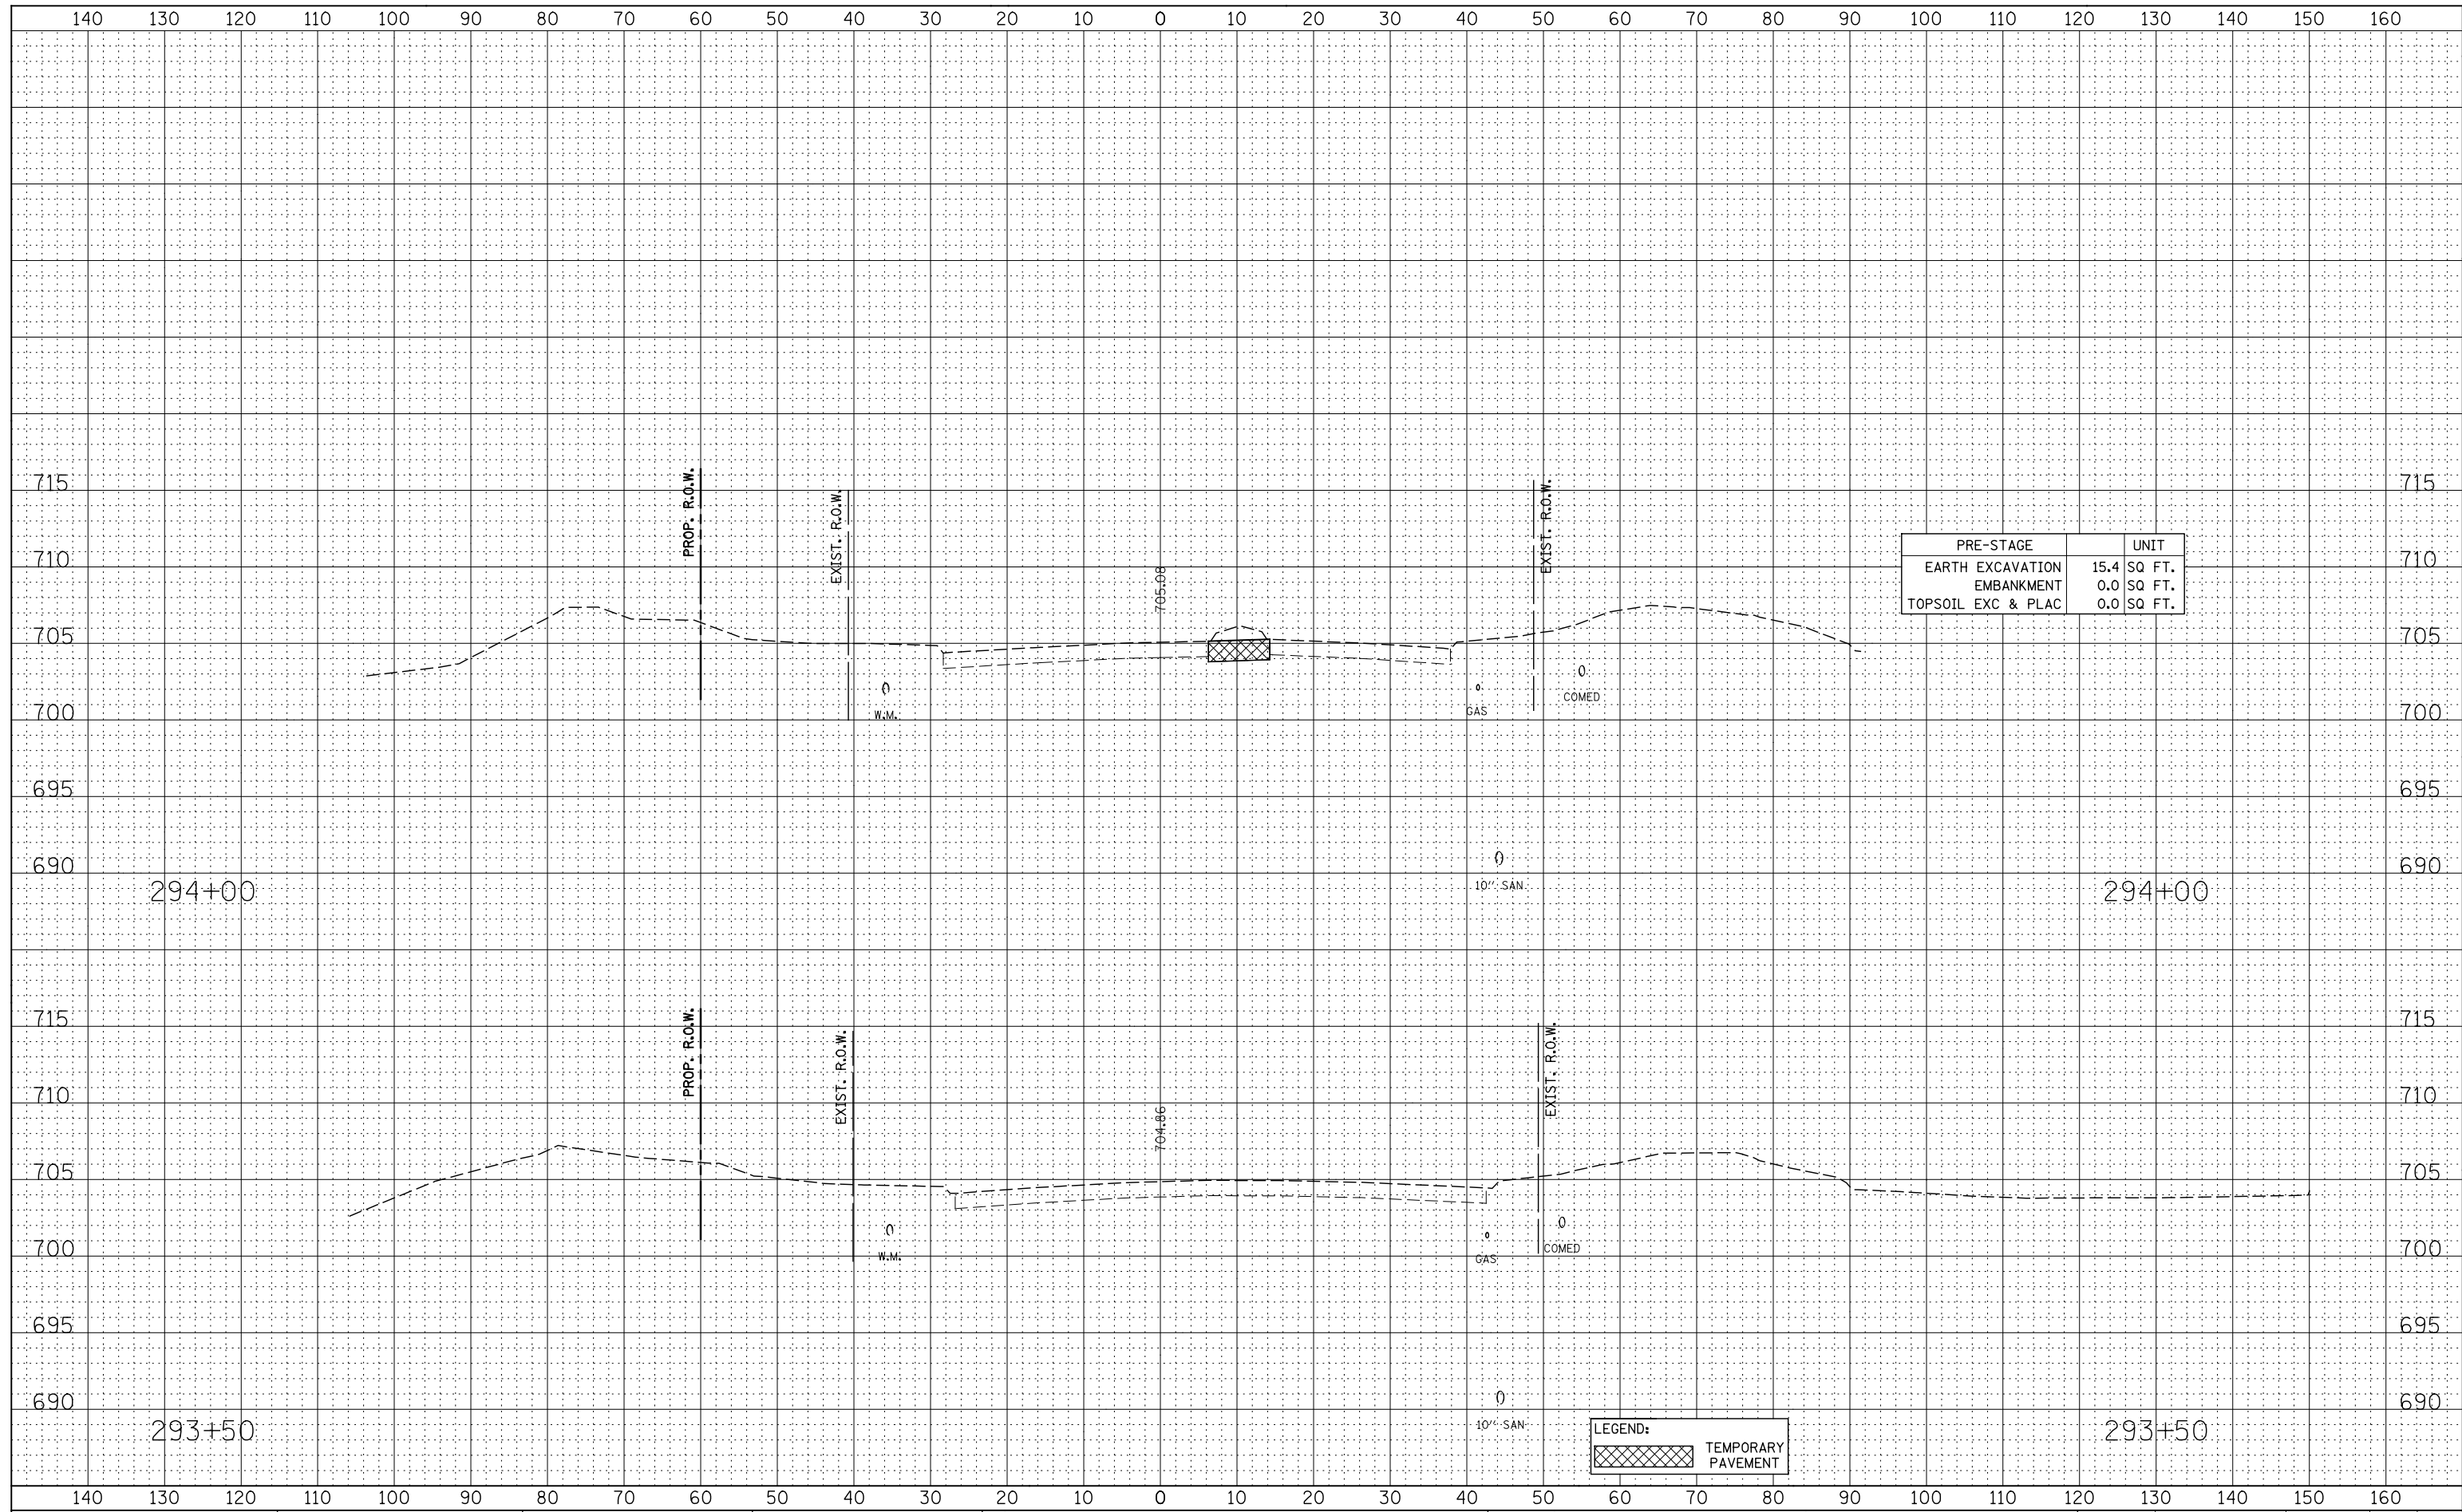 140 130 120 110 100 90 80 70 60 50 40 30 20 10 0 10 20 30 40 50 60 70 80 90 100 110 120 130 140 150 160
715 715
PROP. R.O.W.
EXIST. R.O.W.
EXIST. R.O.W.
710 710
705.08
PRE-STAGE UNIT
EARTH EXCAVATION 15.4 SQ FT.
EMBANKMENT 0.0 SQ FT.
TOPSOIL EXC & PLAC 0.0 SQ FT.
705 705
COMED
W.M.
GAS
700 700
695 695
690 690
10" SAN
294+00 294+00
715 715
PROP. R.O.W.
EXIST. R.O.W.
EXIST. R.O.W.
710 710
704.86
705 705
700 700
COMED
W.M.
GAS
695 695
690 690
10" SAN
293+50 293+50
LEGEND:
TEMPORARY
PAVEMENT
140 130 120 110 100 90 80 70 60 50 40 30 20 10 0 10 20 30 40 50 60 70 80 90 100 110 120 130 140 150 160